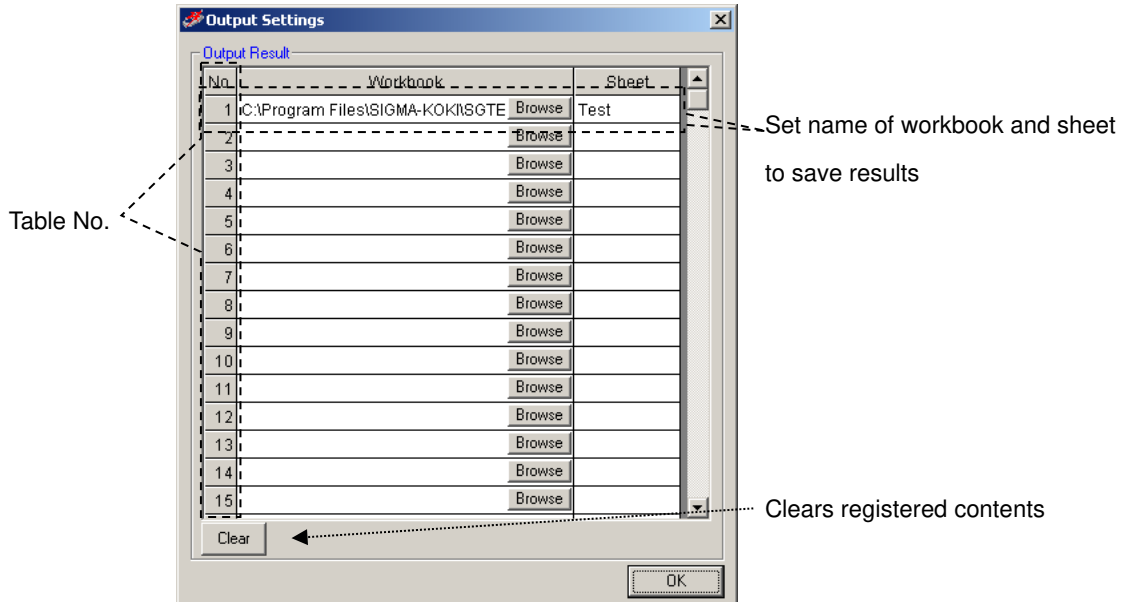 Output Settings
Output Result
No. Workbook Sheet
1 C:\Program Files\SIGMA-KOKI\SGTE Browse Test
2 Browse
3 Browse
4 Browse
5 Browse
6 Browse
7 Browse
8 Browse
9 Browse
10 Browse
11 Browse
12 Browse
13 Browse
14 Browse
15 Browse
Clear
OK
Table No.
Set name of workbook and sheet
to save results
Clears registered contents